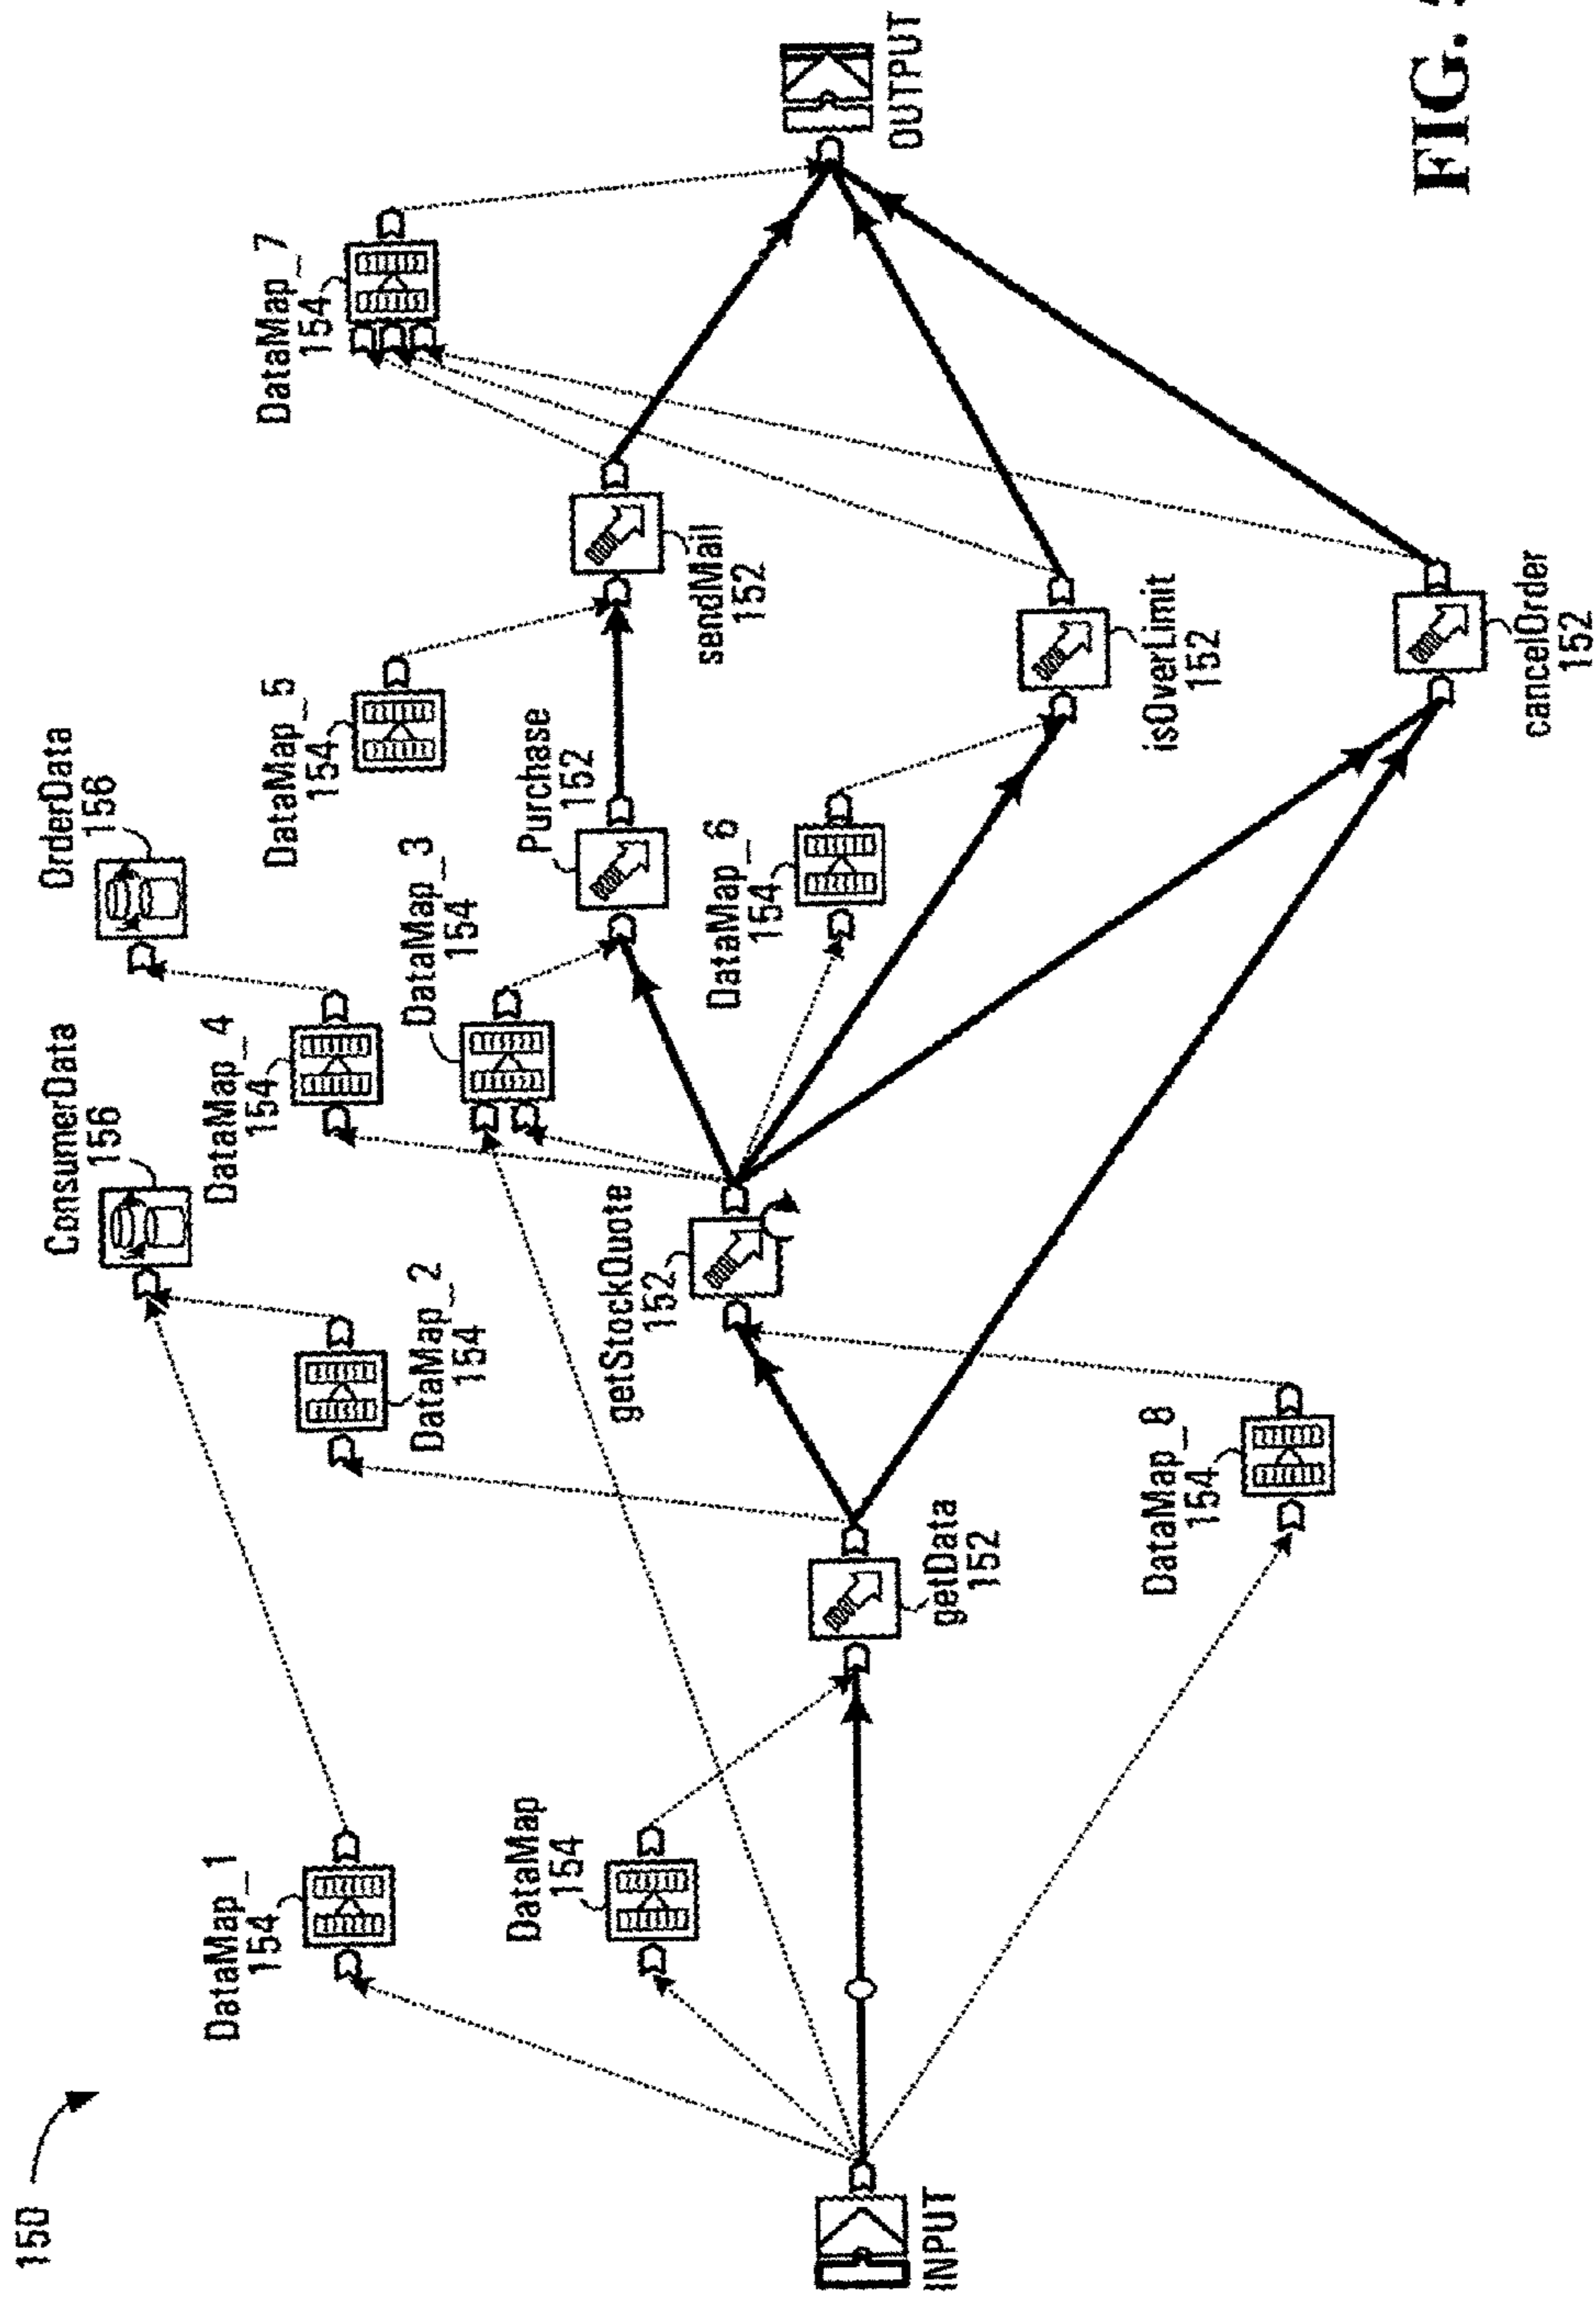 150
DataMap_1
154
DataMap
154
INPUT
ConsumerData
156
OrderData
156
DataMap_2
154
DataMap_4
154
DataMap_3
154
DataMap_5
154
DataMap_7
154
getData
152
getStockQuote
152
Purchase
152
sendMail
152
DataMap_8
154
DataMap_6
154
isOverLimit
152
cancelOrder
152
OUTPUT
FIG.